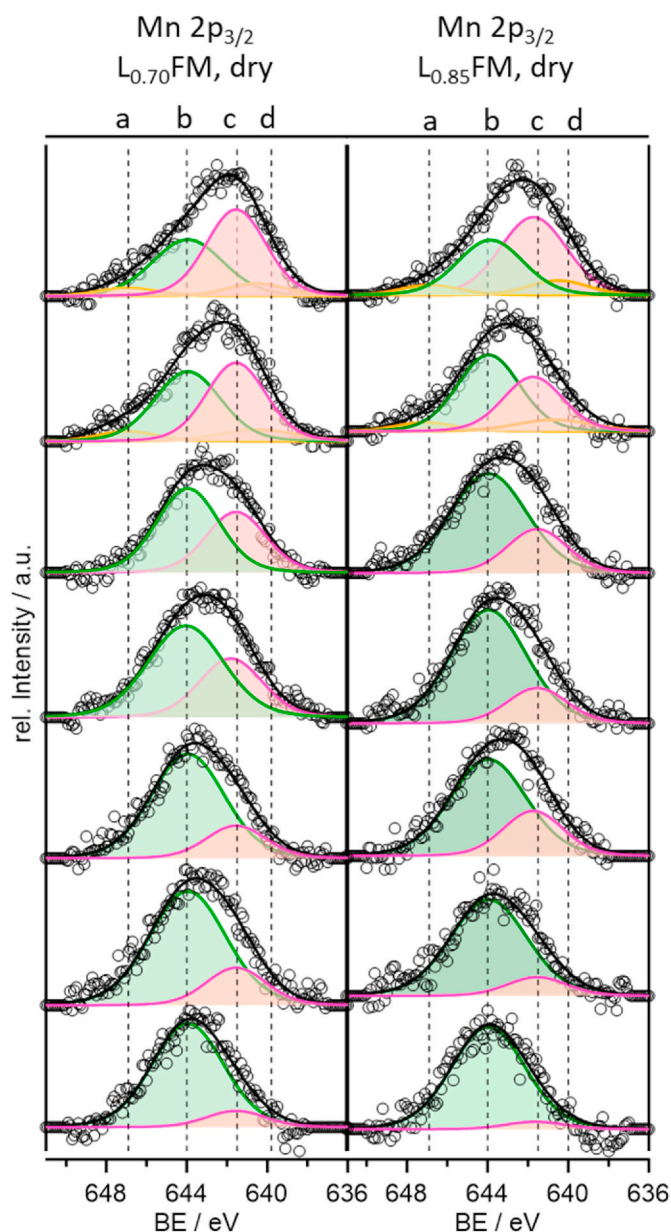 Mn 2p₃/₂ Mn 2p₃/₂
L₀.₇₀FM, dry L₀.₈₅FM, dry
a b c d a b c d
rel. Intensity / a.u.
648 644 640 636 648 644 640 636
BE / eV BE / eV